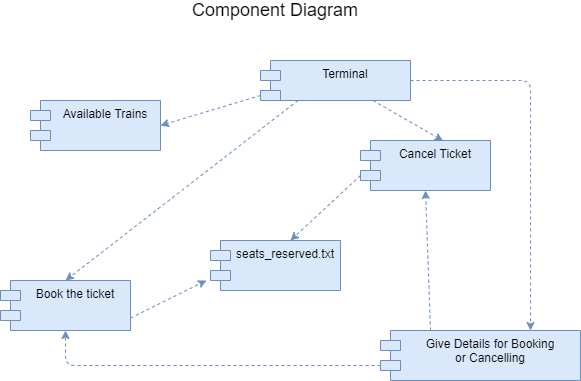 Component Diagram
Terminal
Available Trains
Cancel Ticket
seats_reserved.txt
Book the ticket
Give Details for Booking
or Cancelling